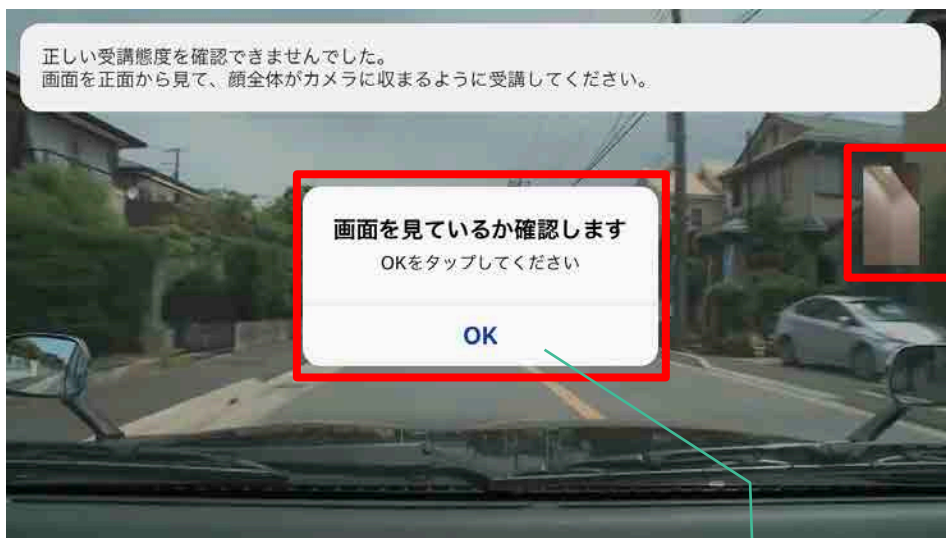 正しい受講態度を確認できませんでした。
画面を正面から見て、顔全体がカメラに収まるように受講してください。
画面を見ているか確認します
OKをタップしてください
OK